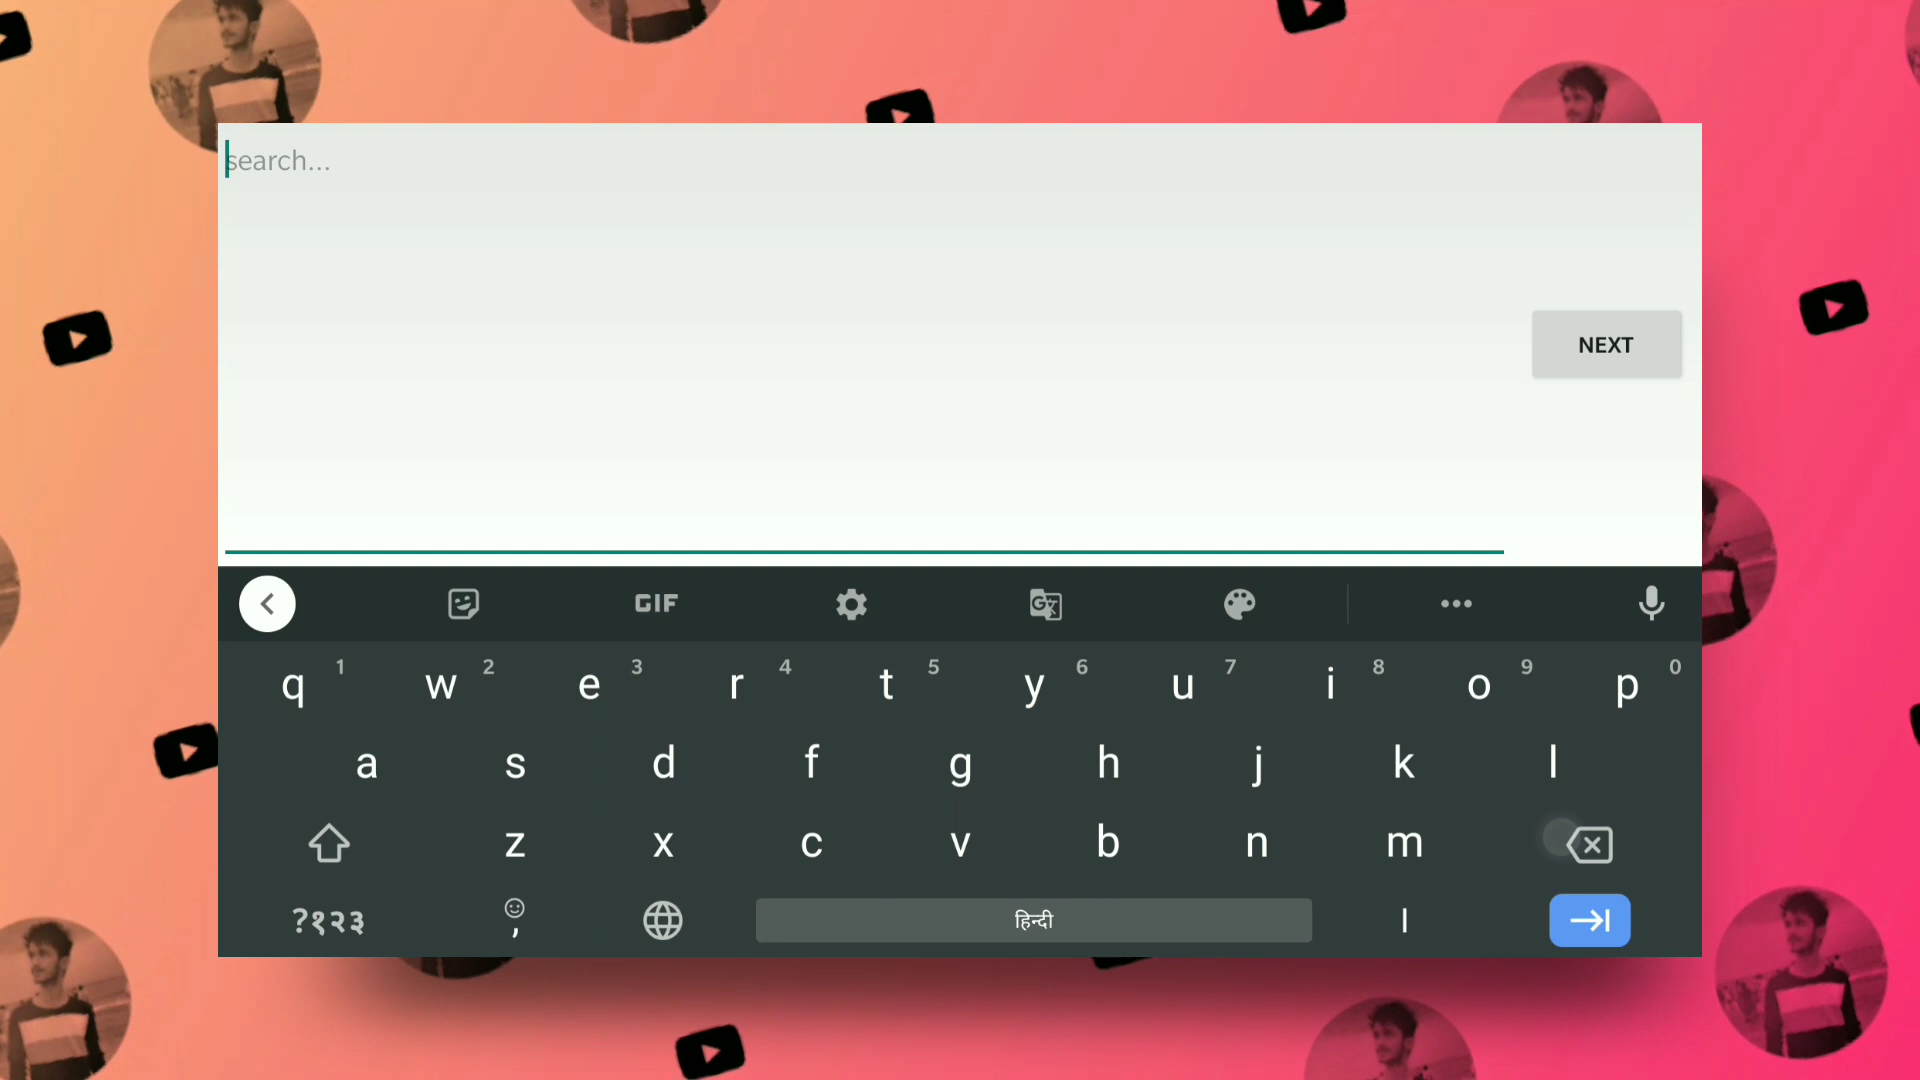 search...
NEXT
GIF
q 1 w 2 e 3 r 4 t 5 y 6 u 7 i 8 o 9 p 0
a s d f g h j k l
z x c v b n m
?१२३ , हिन्दी ।